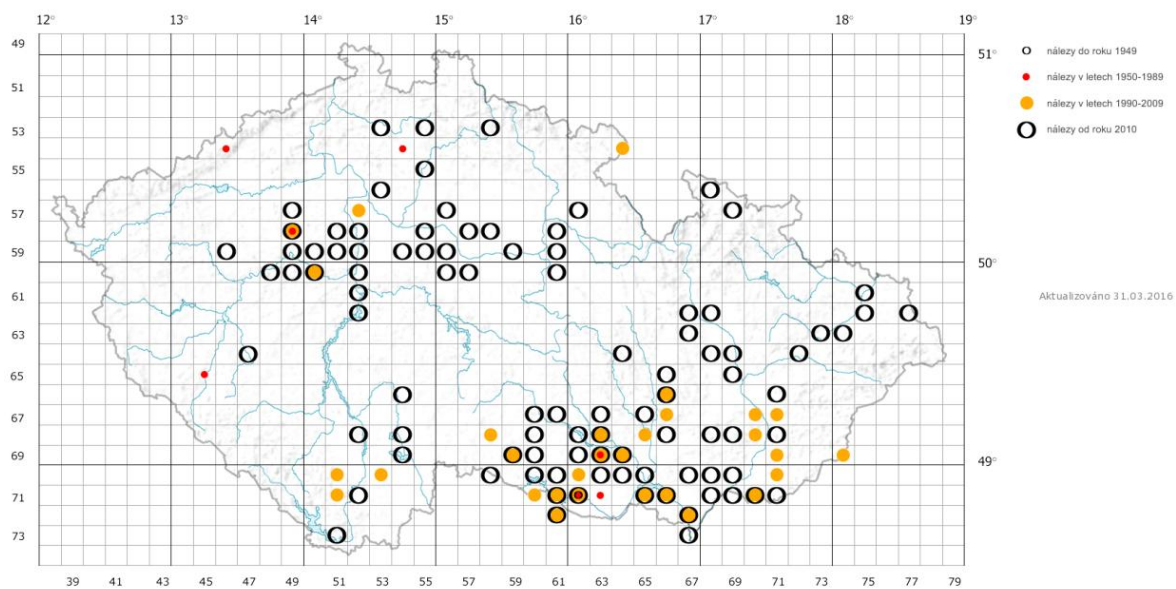 12° 13° 14° 15° 16° 17° 18° 19°
49
51
53
55
57
59
61
63
65
67
69
71
73
51°
50°
49°
nálezy do roku 1949
nálezy v letech 1950-1989
nálezy v letech 1990-2009
nálezy od roku 2010
Aktualizováno 31.03.2016
39 41 43 45 47 49 51 53 55 57 59 61 63 65 67 69 71 73 75 77 79